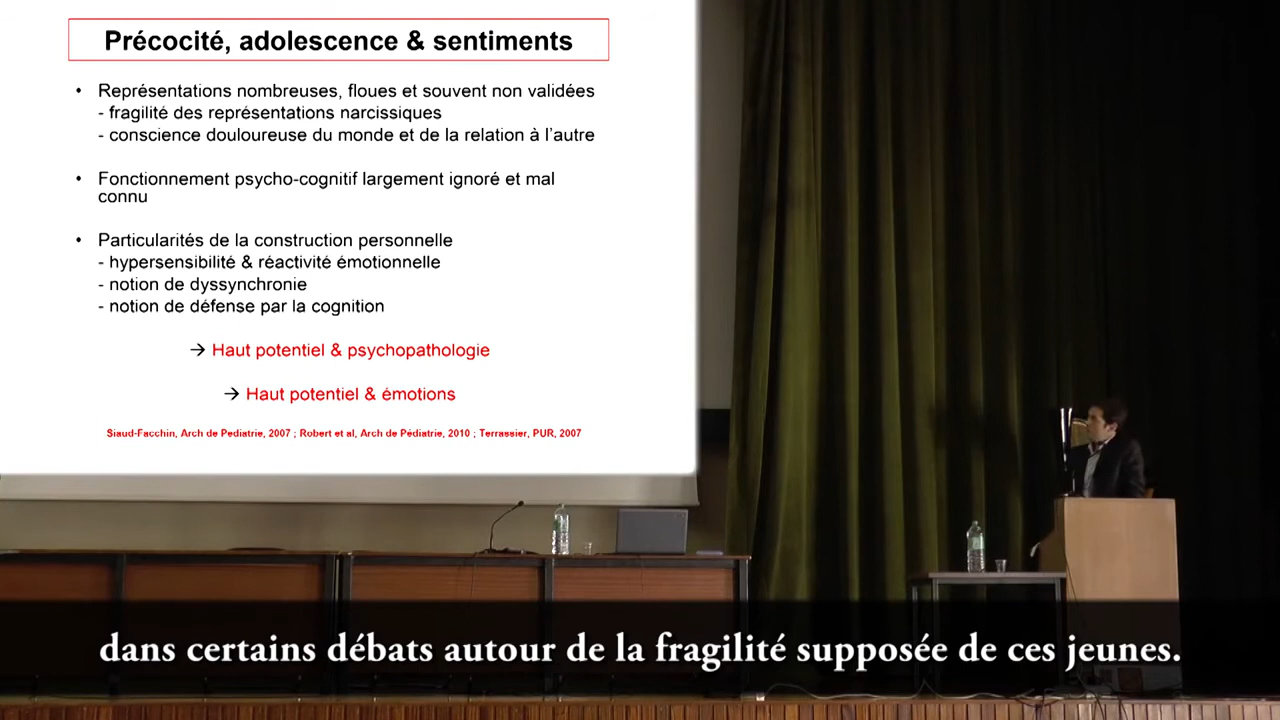 Précocité, adolescence & sentiments
• Représentations nombreuses, floues et souvent non validées
- fragilité des représentations narcissiques
- conscience douloureuse du monde et de la relation à l'autre
• Fonctionnement psycho-cognitif largement ignoré et mal
connu
• Particularités de la construction personnelle
- hypersensibilité & réactivité émotionnelle
- notion de dyssynchronie
- notion de défense par la cognition
→ Haut potentiel & psychopathologie
→ Haut potentiel & émotions
Siaud-Facchin, Arch de Pediatrie, 2007 ; Robert et al, Arch de Pédiatrie, 2010 ; Terrassier, PUR, 2007
dans certains débats autour de la fragilité supposée de ces jeunes.